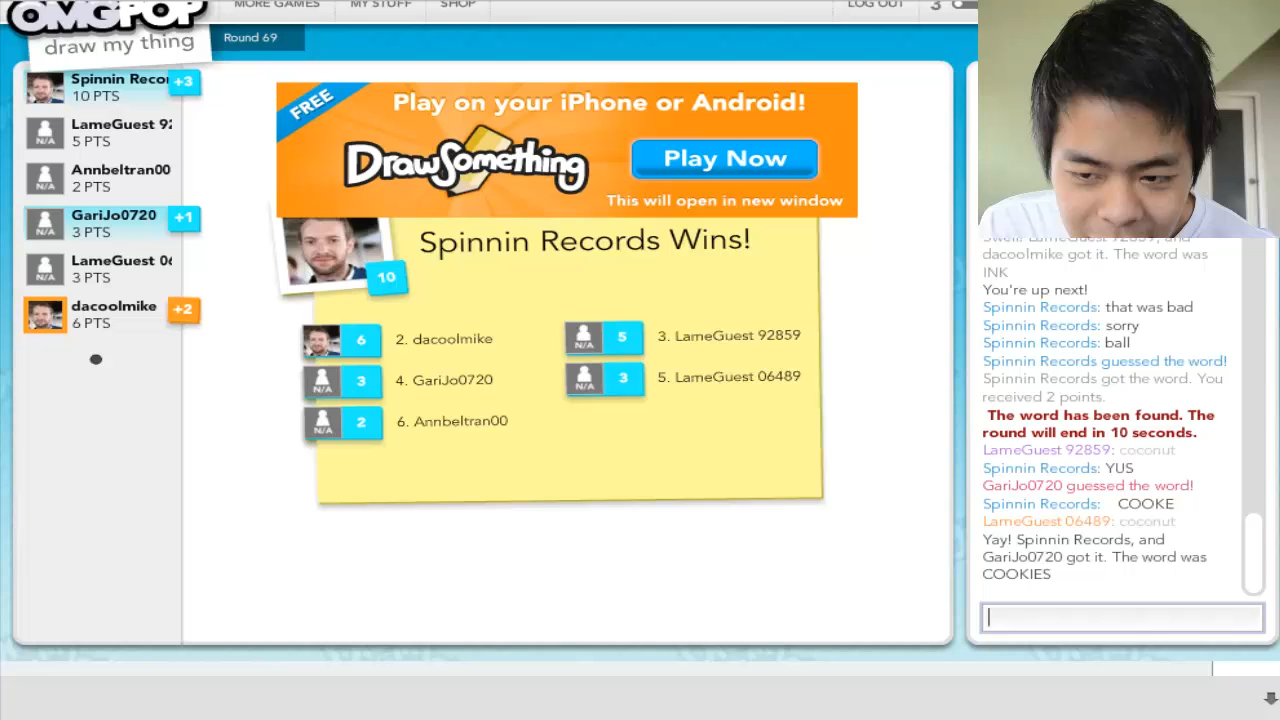 OMGPOP
draw my thing
MORE GAMES
MY STUFF
SHOP
LOG OUT
3
Round 69
Spinnin Recor
+3
10 PTS
LameGuest 92
5 PTS
Annbeltran00
2 PTS
GariJo0720
+1
3 PTS
LameGuest 06
3 PTS
dacoolmike
+2
6 PTS
N/A
N/A
N/A
N/A
FREE
Play on your iPhone or Android!
DrawSomething
Play Now
This will open in new window
Spinnin Records Wins!
10
6 2. dacoolmike
N/A 5 3. LameGuest 92859
N/A 3 4. GariJo0720
N/A 3 5. LameGuest 06489
N/A 2 6. Annbeltran00
Swell! LameGuest 92859, and
dacoolmike got it. The word was
INK
You're up next!
Spinnin Records: that was bad
Spinnin Records: sorry
Spinnin Records: ball
Spinnin Records guessed the word!
Spinnin Records got the word. You
received 2 points.
The word has been found. The
round will end in 10 seconds.
LameGuest 92859: coconut
Spinnin Records: YUS
GariJo0720 guessed the word!
Spinnin Records: COOKE
LameGuest 06489: coconut
Yay! Spinnin Records, and
GariJo0720 got it. The word was
COOKIES